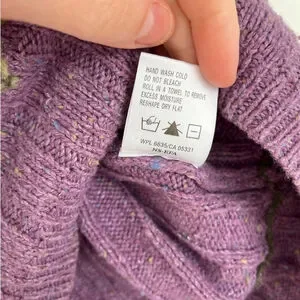 HAND WASH COLD
DO NOT BLEACH
ROLL IN A TOWEL TO REMOVE
EXCESS MOISTURE
RESHAPE DRY FLAT
WPL 6635/CA 05321